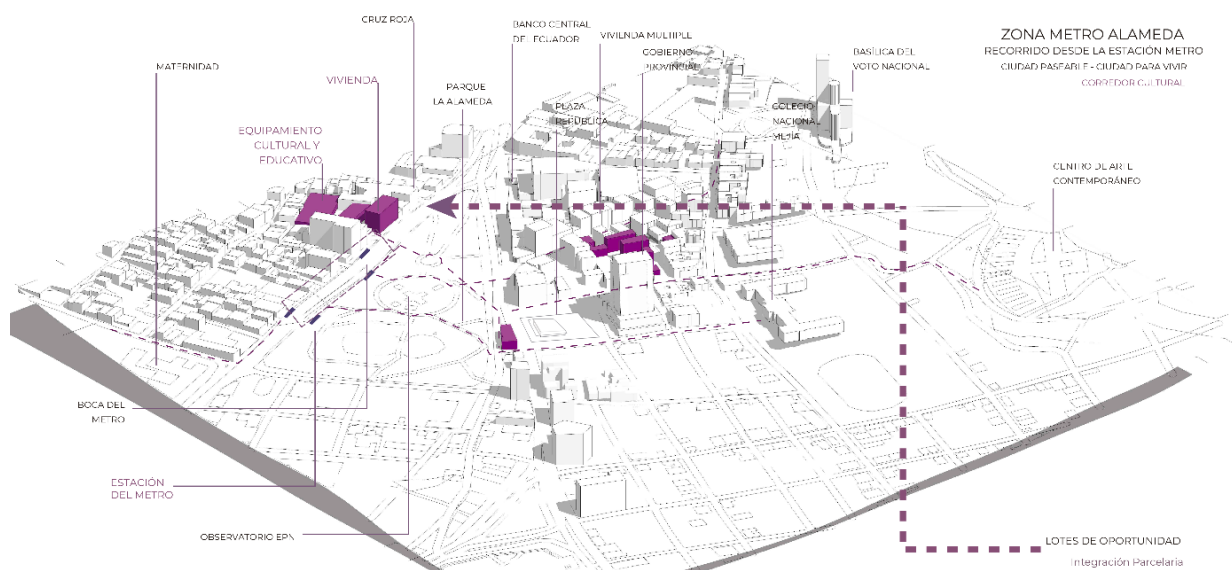 CRUZ ROJA
BANCO CENTRAL
DEL ECUADOR
VIVIENDA MULTIPLE
GOBIERNO
PROVINCIAL
BASÍLICA DEL
VOTO NACIONAL
ZONA METRO ALAMEDA
RECORRIDO DESDE LA ESTACIÓN METRO
CIUDAD PASEABLE - CIUDAD PARA VIVIR
CORREDOR CULTURAL
MATERNIDAD
VIVIENDA
PARQUE
LA ALAMEDA
PLAZA
REPÚBLICA
COLEGIO
NACIONA
MEJÍA
EQUIPAMIENTO
CULTURAL Y
EDUCATIVO
CENTRO DE ARTE
CONTEMPORÁNEO
BOCA DEL
METRO
ESTACIÓN
DEL METRO
OBSERVATORIO EPN
LOTES DE OPORTUNIDAD
Integración Parcelaria